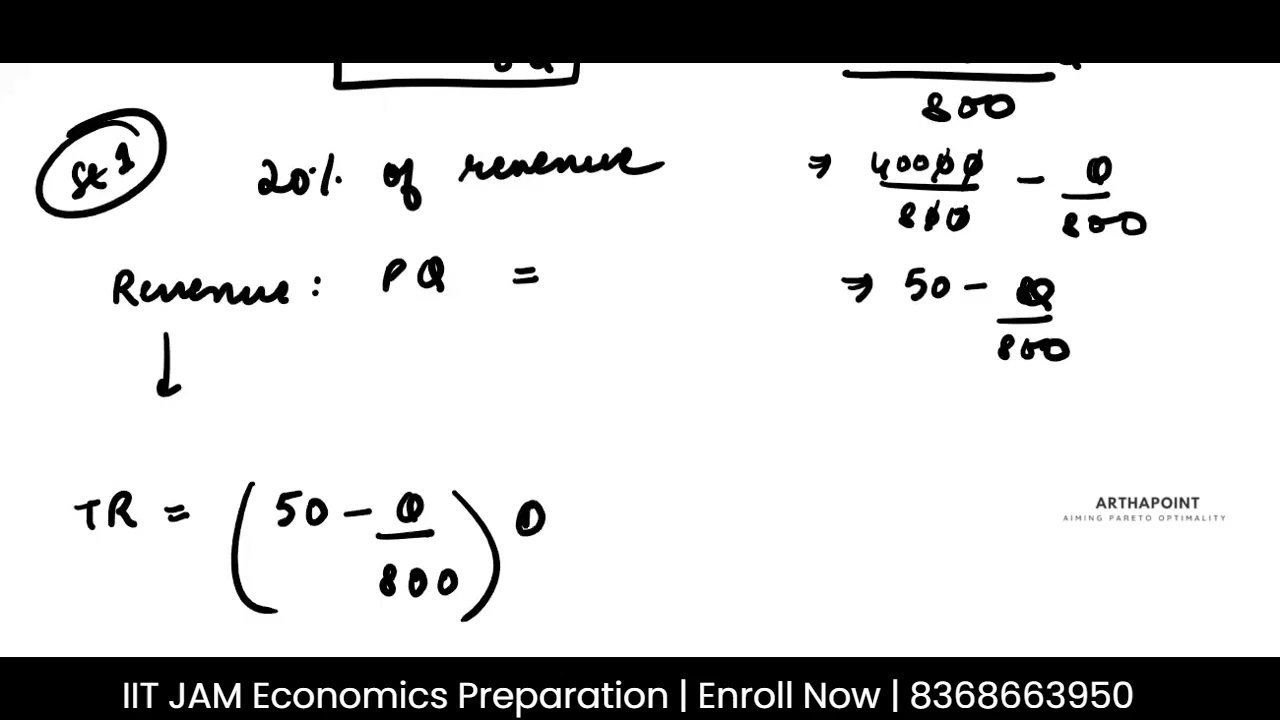 800
St 1
20% of revenue
⇒ 40000/800 - Q/800
Revenue: PQ =
⇒ 50 - Q/800
TR = (50 - Q/800) Q
ARTHAPOINT
AIMING PARETO OPTIMALITY
IIT JAM Economics Preparation | Enroll Now | 8368663950